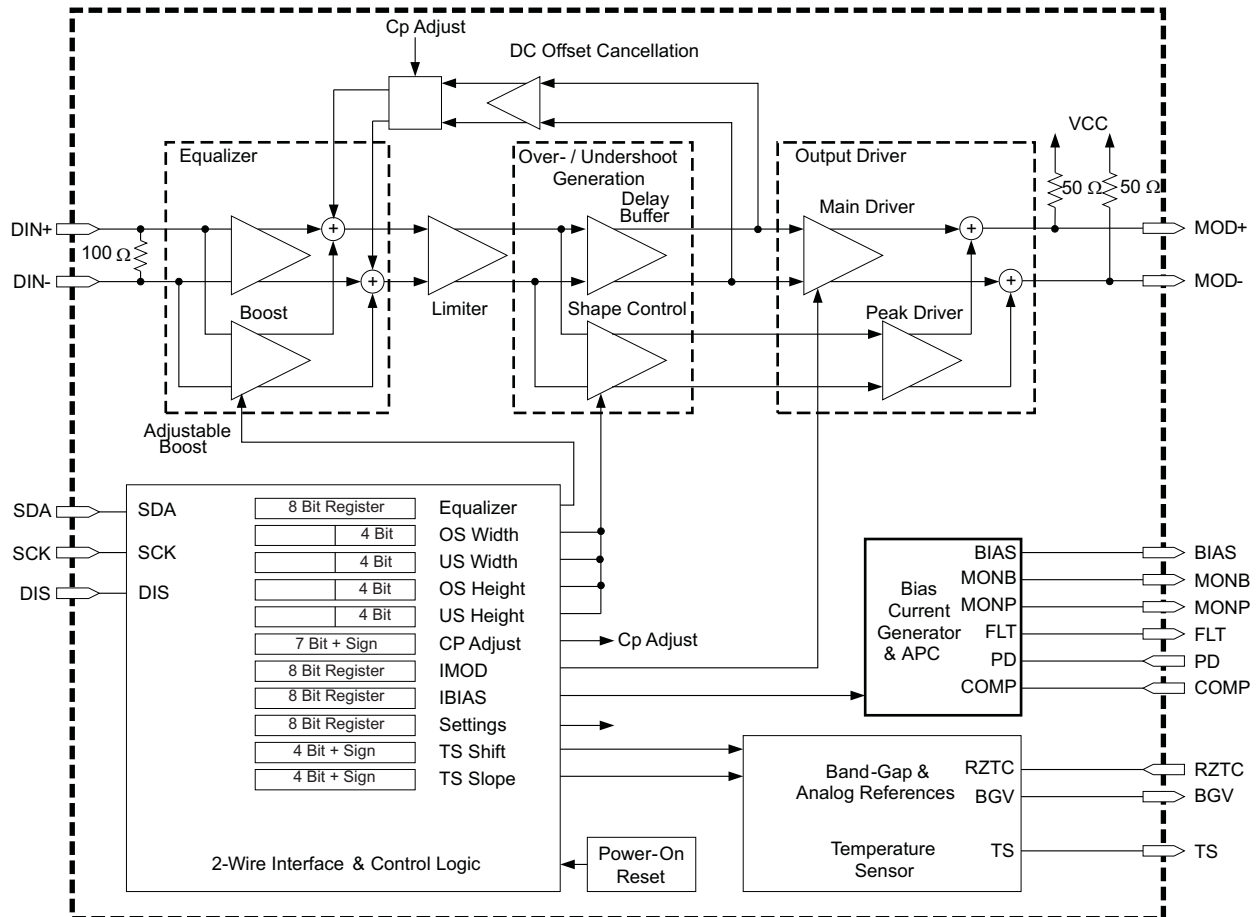 Cp Adjust
DC Offset Cancellation
Equalizer
Over- / Undershoot
Generation
Output Driver
VCC
50 Ω
50 Ω
Delay
Buffer
Main Driver
DIN+
MOD+
100 Ω
DIN-
MOD-
Boost
Limiter
Shape Control
Peak Driver
Adjustable
Boost
SDA
SDA
8 Bit Register
Equalizer
4 Bit
OS Width
SCK
SCK
4 Bit
US Width
DIS
DIS
4 Bit
OS Height
4 Bit
US Height
7 Bit + Sign
CP Adjust
Cp Adjust
8 Bit Register
IMOD
8 Bit Register
IBIAS
8 Bit Register
Settings
4 Bit + Sign
TS Shift
4 Bit + Sign
TS Slope
2-Wire Interface & Control Logic
Power-On
Reset
Bias
Current
Generator
& APC
BIAS
BIAS
MONB
MONB
MONP
MONP
FLT
FLT
PD
PD
COMP
COMP
Band-Gap &
Analog References
RZTC
RZTC
BGV
BGV
Temperature
Sensor
TS
TS